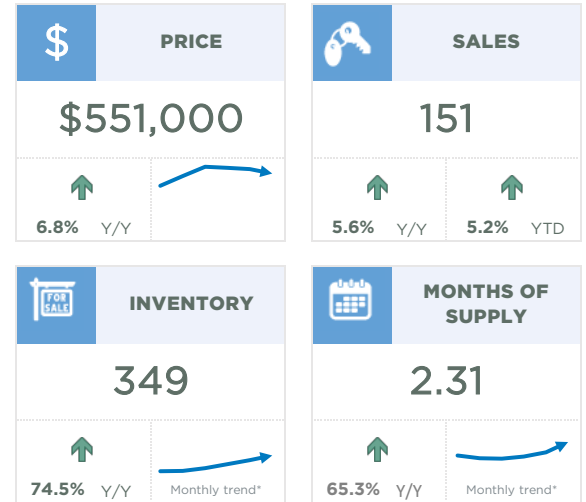 $
PRICE
$551,000
6.8% Y/Y
SALES
151
5.6% Y/Y
5.2% YTD
FOR
SALE
INVENTORY
349
74.5% Y/Y
Monthly trend*
MONTHS OF
SUPPLY
2.31
65.3% Y/Y
Monthly trend*